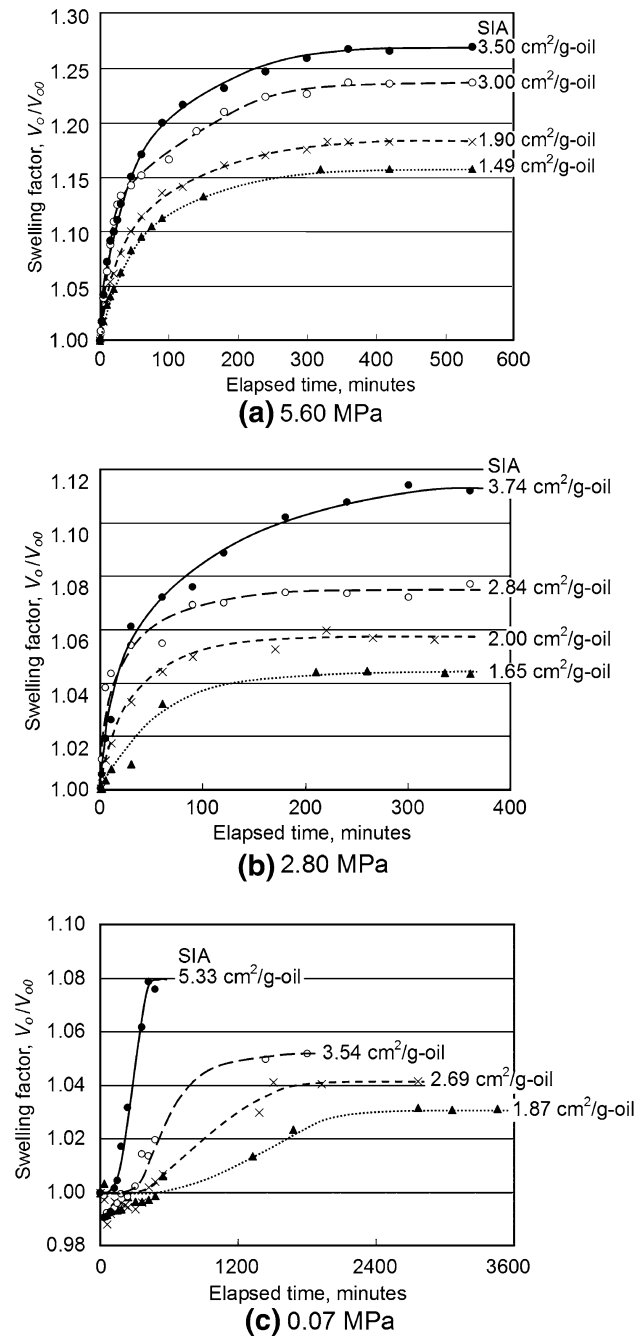 1.30
1.25
1.20
1.15
1.10
1.05
1.00
Swelling factor, Vo/Vo0
SIA
3.50 cm²/g-oil
3.00 cm²/g-oil
1.90 cm²/g-oil
1.49 cm²/g-oil
0 100 200 300 400 500 600
Elapsed time, minutes
(a) 5.60 MPa
1.12
1.10
1.08
1.06
1.04
1.02
1.00
Swelling factor, Vo/Vo0
SIA
3.74 cm²/g-oil
2.84 cm²/g-oil
2.00 cm²/g-oil
1.65 cm²/g-oil
0 100 200 300 400
Elapsed time, minutes
(b) 2.80 MPa
1.10
1.08
1.06
1.04
1.02
1.00
0.98
Swelling factor, Vo/Vo0
SIA
5.33 cm²/g-oil
3.54 cm²/g-oil
2.69 cm²/g-oil
1.87 cm²/g-oil
0 1200 2400 3600
Elapsed time, minutes
(c) 0.07 MPa